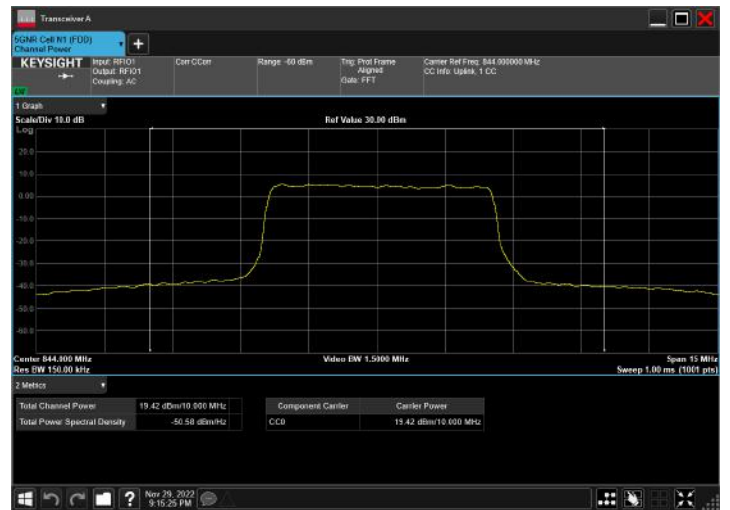 Transceiver A
5GNR Cell N1 (FDD)
Channel Power
+
KEYSIGHT
Input: RFIO1
Output: RFIO1
Coupling: AC
Corr CCorr
Range: -60 dBm
Trig: Prot Frame
Aligned
Gate: FFT
Carrier Ref Freq: 844.000000 MHz
CC Info: Uplink, 1 CC
1 Graph
Scale/Div 10.0 dB
Ref Value 30.00 dBm
Log
20.0
10.0
0.00
-10.0
-20.0
-30.0
-40.0
-50.0
-60.0
Center 844.000 MHz
Video BW 1.5000 MHz
Span 15 MHz
Res BW 150.00 kHz
Sweep 1.00 ms (1001 pts)
2 Metrics
Total Channel Power 19.42 dBm/10.000 MHz
Total Power Spectral Density -50.58 dBm/Hz
Component Carrier Carrier Power
CC0 19.42 dBm/10.000 MHz
?
Nov 29, 2022
9:15:25 PM